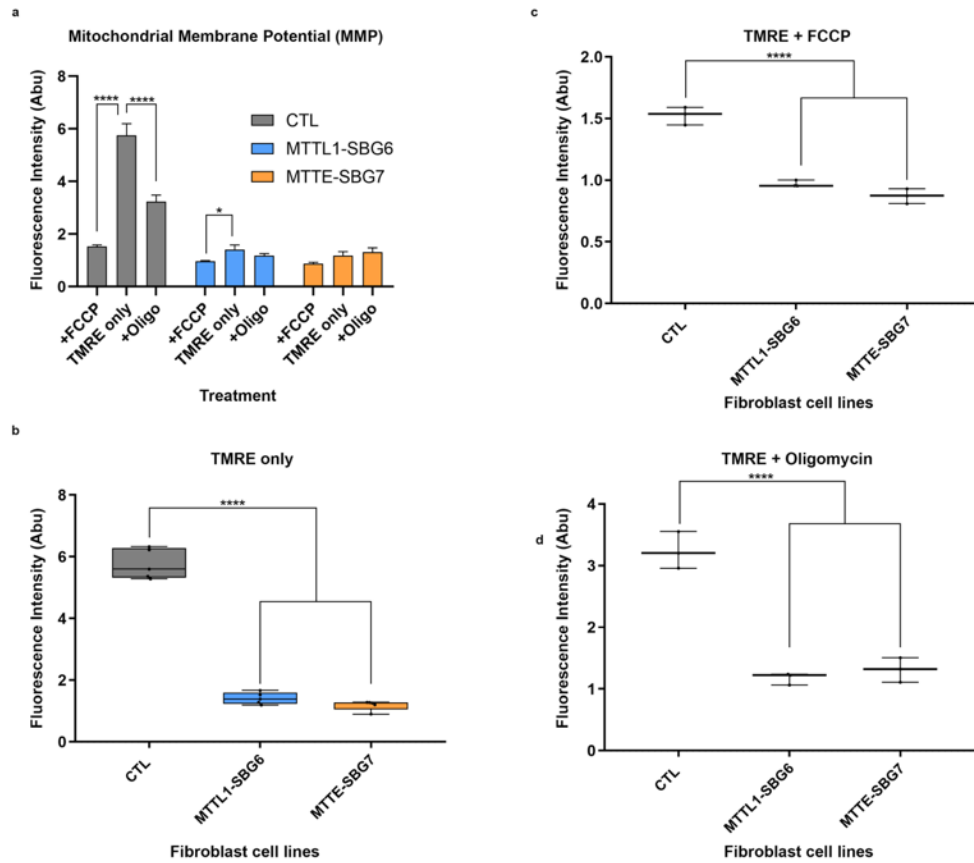 a
Mitochondrial Membrane Potential (MMP)
Fluorescence Intensity (Abu)
8
6
4
2
0
**** ****
*
CTL
MTTL1-SBG6
MTTE-SBG7
+FCCP
TMRE only
+Oligo
+FCCP
TMRE only
+Oligo
+FCCP
TMRE only
+Oligo
Treatment
b
TMRE only
Fluorescence Intensity (Abu)
8
6
4
2
0
****
CTL
MTTL1-SBG6
MTTE-SBG7
Fibroblast cell lines
c
TMRE + FCCP
Fluorescence Intensity (Abu)
2.0
1.5
1.0
0.5
0.0
****
CTL
MTTL1-SBG6
MTTE-SBG7
Fibroblast cell lines
d
TMRE + Oligomycin
Fluorescence Intensity (Abu)
4
3
2
1
0
****
CTL
MTTL1-SBG6
MTTE-SBG7
Fibroblast cell lines